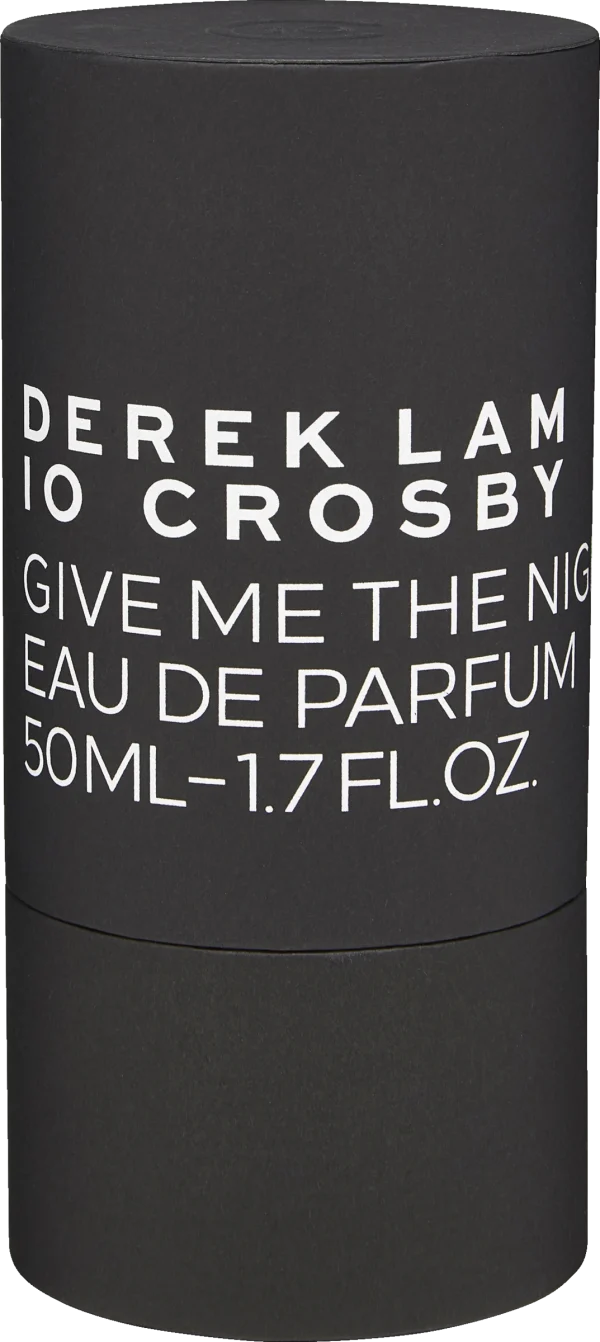 DEREK LAM
10 CROSBY
GIVE ME THE NIG
EAU DE PARFUM
50ML-1.7 FL.OZ.